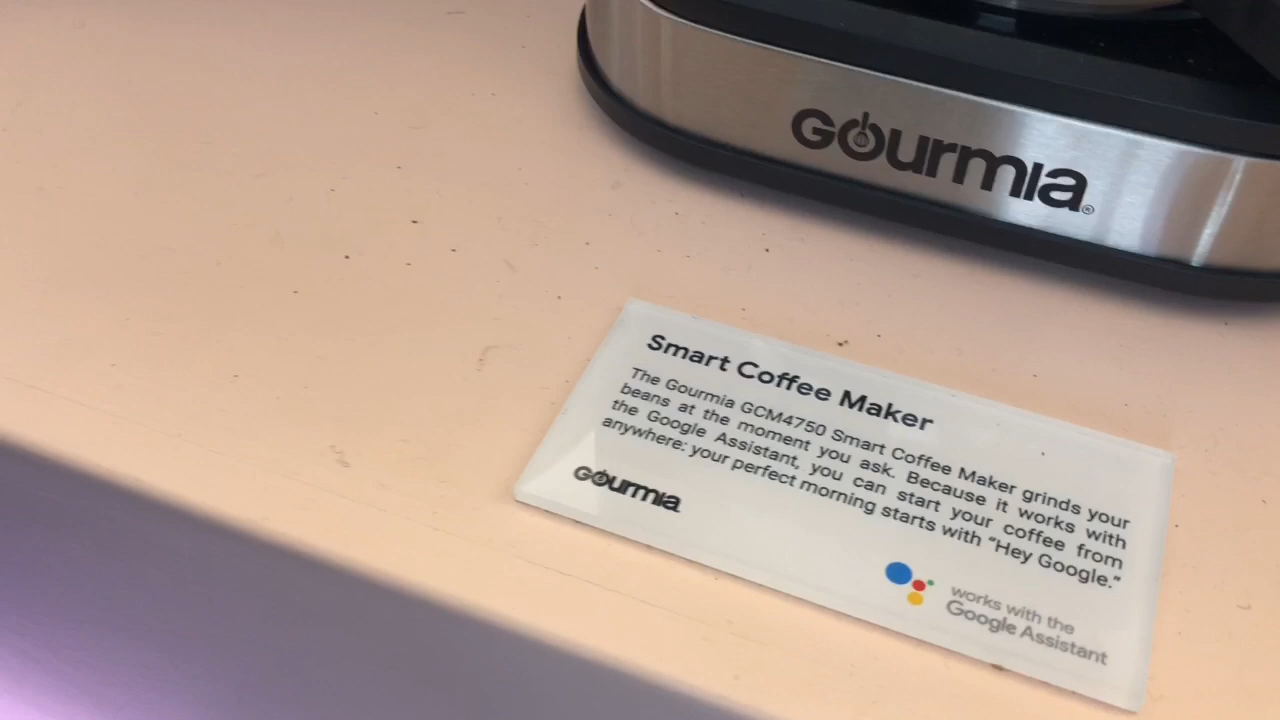 Gourmia®
Smart Coffee Maker
The Gourmia GCM4750 Smart Coffee Maker grinds your
beans at the moment you ask. Because it works with
the Google Assistant, you can start your coffee from
anywhere: your perfect morning starts with “Hey Google.”
Gourmia
works with the
Google Assistant